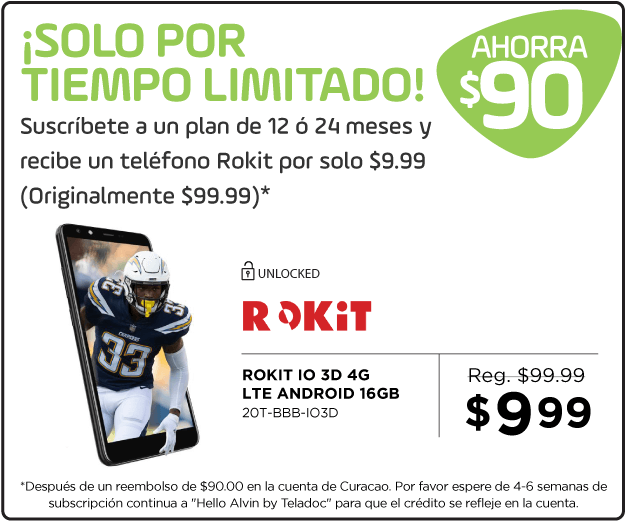 ¡SOLO POR
TIEMPO LIMITADO!
AHORRA
$90
Suscríbete a un plan de 12 ó 24 meses y
recibe un teléfono Rokit por solo $9.99
(Originalmente $99.99)*
33
CHARGERS
33
UNLOCKED
ROKiT
ROKIT IO 3D 4G
LTE ANDROID 16GB
20T-BBB-IO3D
Reg. $99.99
$9 99
*Después de un reembolso de $90.00 en la cuenta de Curacao. Por favor espere de 4-6 semanas de
subscripción continua a "Hello Alvin by Teladoc" para que el crédito se refleje en la cuenta.